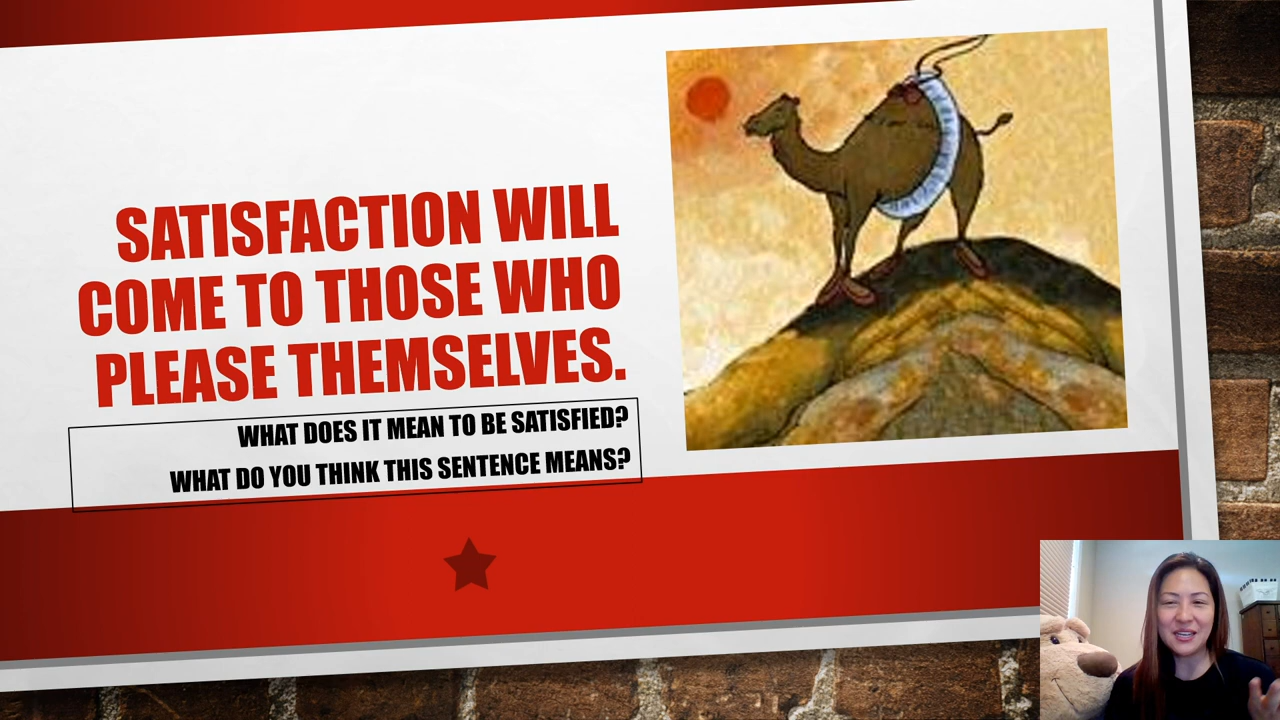 SATISFACTION WILL
COME TO THOSE WHO
PLEASE THEMSELVES.
WHAT DOES IT MEAN TO BE SATISFIED?
WHAT DO YOU THINK THIS SENTENCE MEANS?